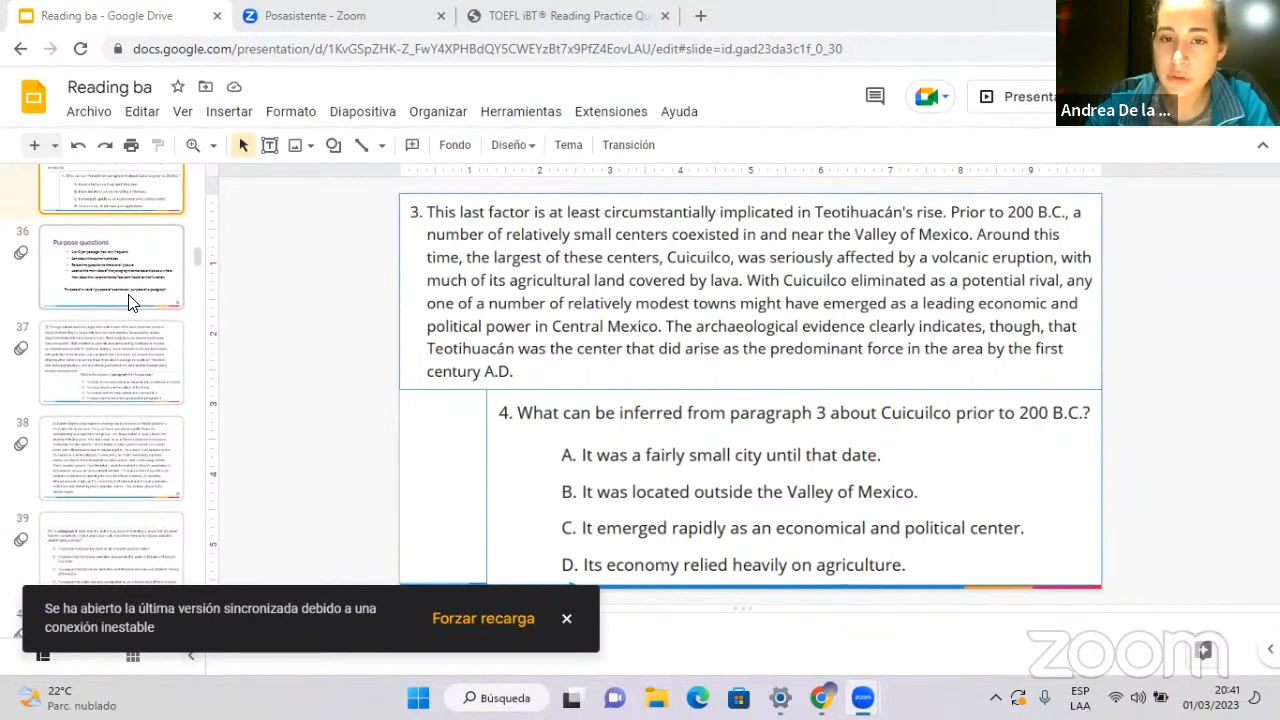 Reading ba - Google Drive
Posasistente - Zoom
TOEFL iBT® Reading Practice Qu
docs.google.com/presentation/d/1KvGSpZHK-Z_FwY4XPBdOSDCWEYzBt7x9PfZ4EovLAU/edit#slide=id.gad23da3c1f_0_30
Reading ba
Archivo Editar Ver Insertar Formato Diapositiva Organizar Herramientas Extensiones Ayuda
Presenta
Andrea De la ...
Fondo Diseño Tema Transición
3. This last factor is at least circumstantially implicated in Teotihuacán's rise. Prior to 200 B.C., a
number of relatively small centers coexisted in and near the Valley of Mexico. Around this
time, the largest of these, Cuicuilco, was seriously affected by a volcanic eruption, with
much of its agricultural land covered by lava. With Cuicuilco eliminated as a potential rival, any
one of a number of relatively modest towns might have emerged as a leading economic and
political power in Central Mexico. The archaeological evidence clearly indicates, though, that
Teotihuacán was the center that did arise as the predominant force in the area by the first
century A.D.
4. What can be inferred from paragraph 3 about Cuicuilco prior to 200 B.C.?
A. It was a fairly small city until that date.
B. It was located outside the Valley of Mexico.
C. It emerged rapidly as an economic and political center.
D. Its economy relied heavily on agriculture.
36
Purpose questions
37
38
39
Se ha abierto la última versión sincronizada debido a una
conexión inestable
Forzar recarga
zoom
22°C
Parc. nublado
Búsqueda
zoom
ESP
LAA
20:41
01/03/2023